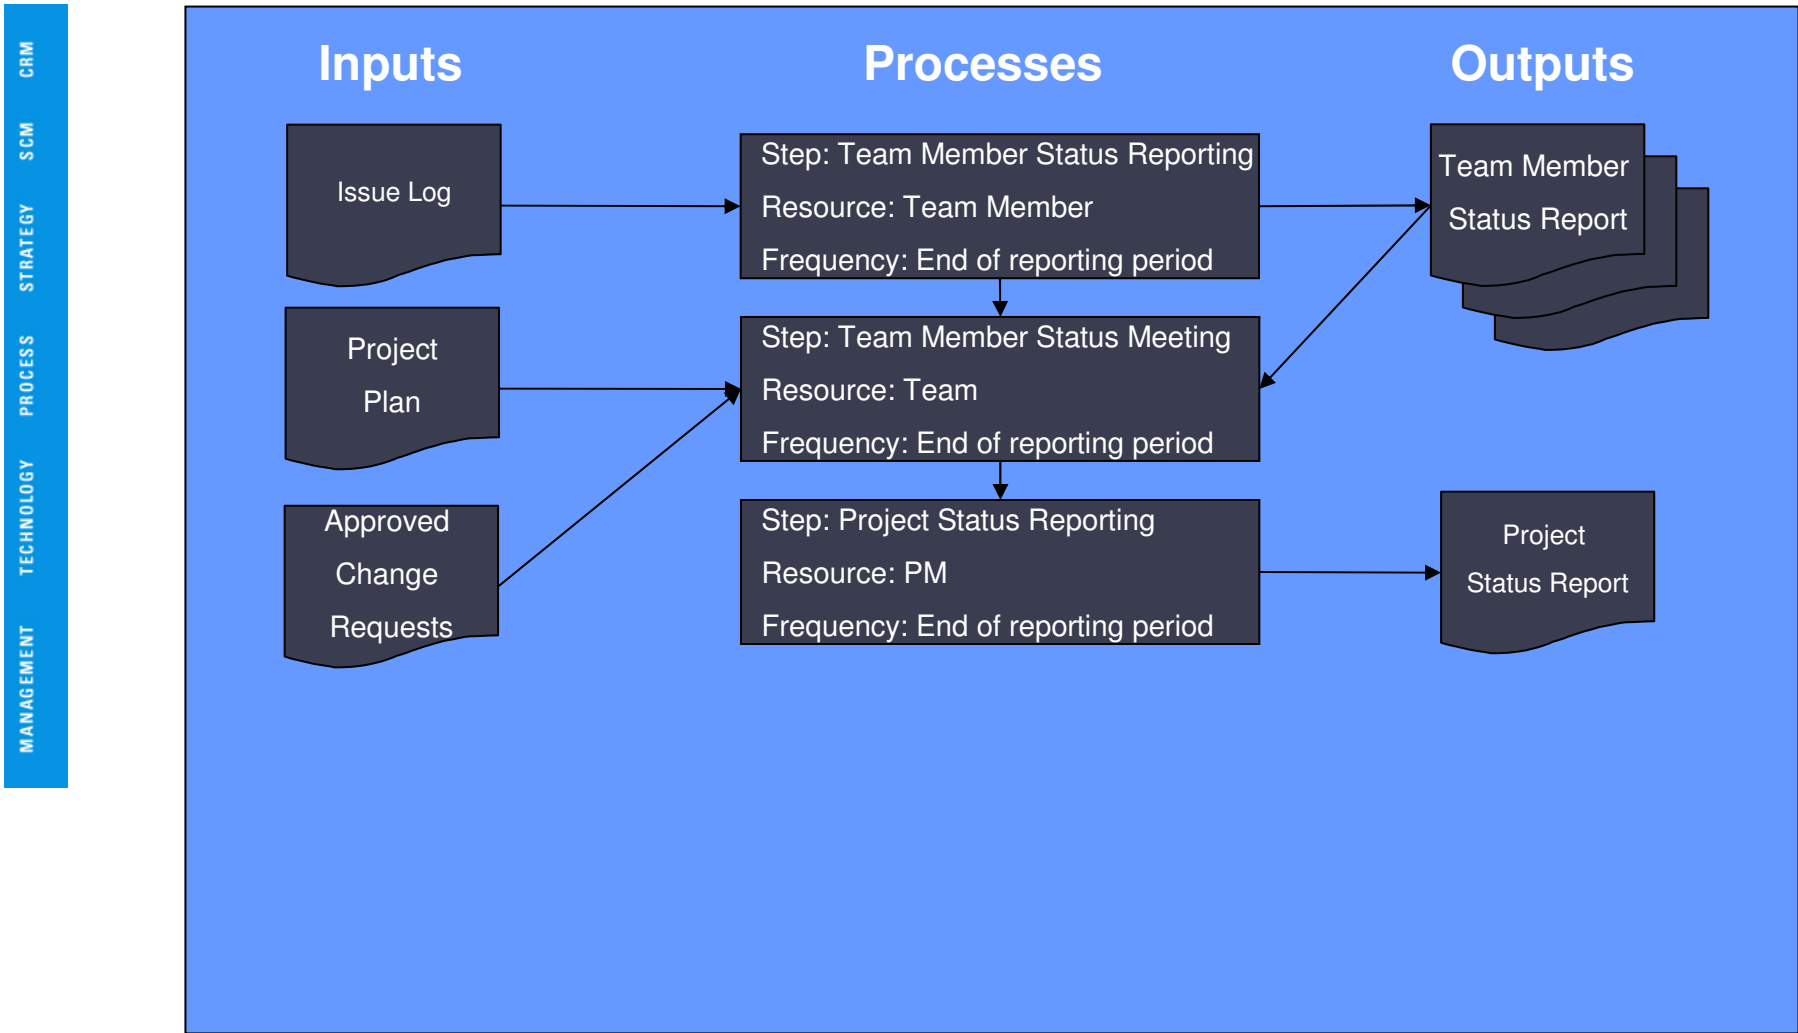 CRM
SCM
STRATEGY
PROCESS
TECHNOLOGY
MANAGEMENT
Inputs
Processes
Outputs
Issue Log
Step: Team Member Status Reporting
Resource: Team Member
Frequency: End of reporting period
Team Member
Status Report
Project
Plan
Step: Team Member Status Meeting
Resource: Team
Frequency: End of reporting period
Approved
Change
Requests
Step: Project Status Reporting
Resource: PM
Frequency: End of reporting period
Project
Status Report